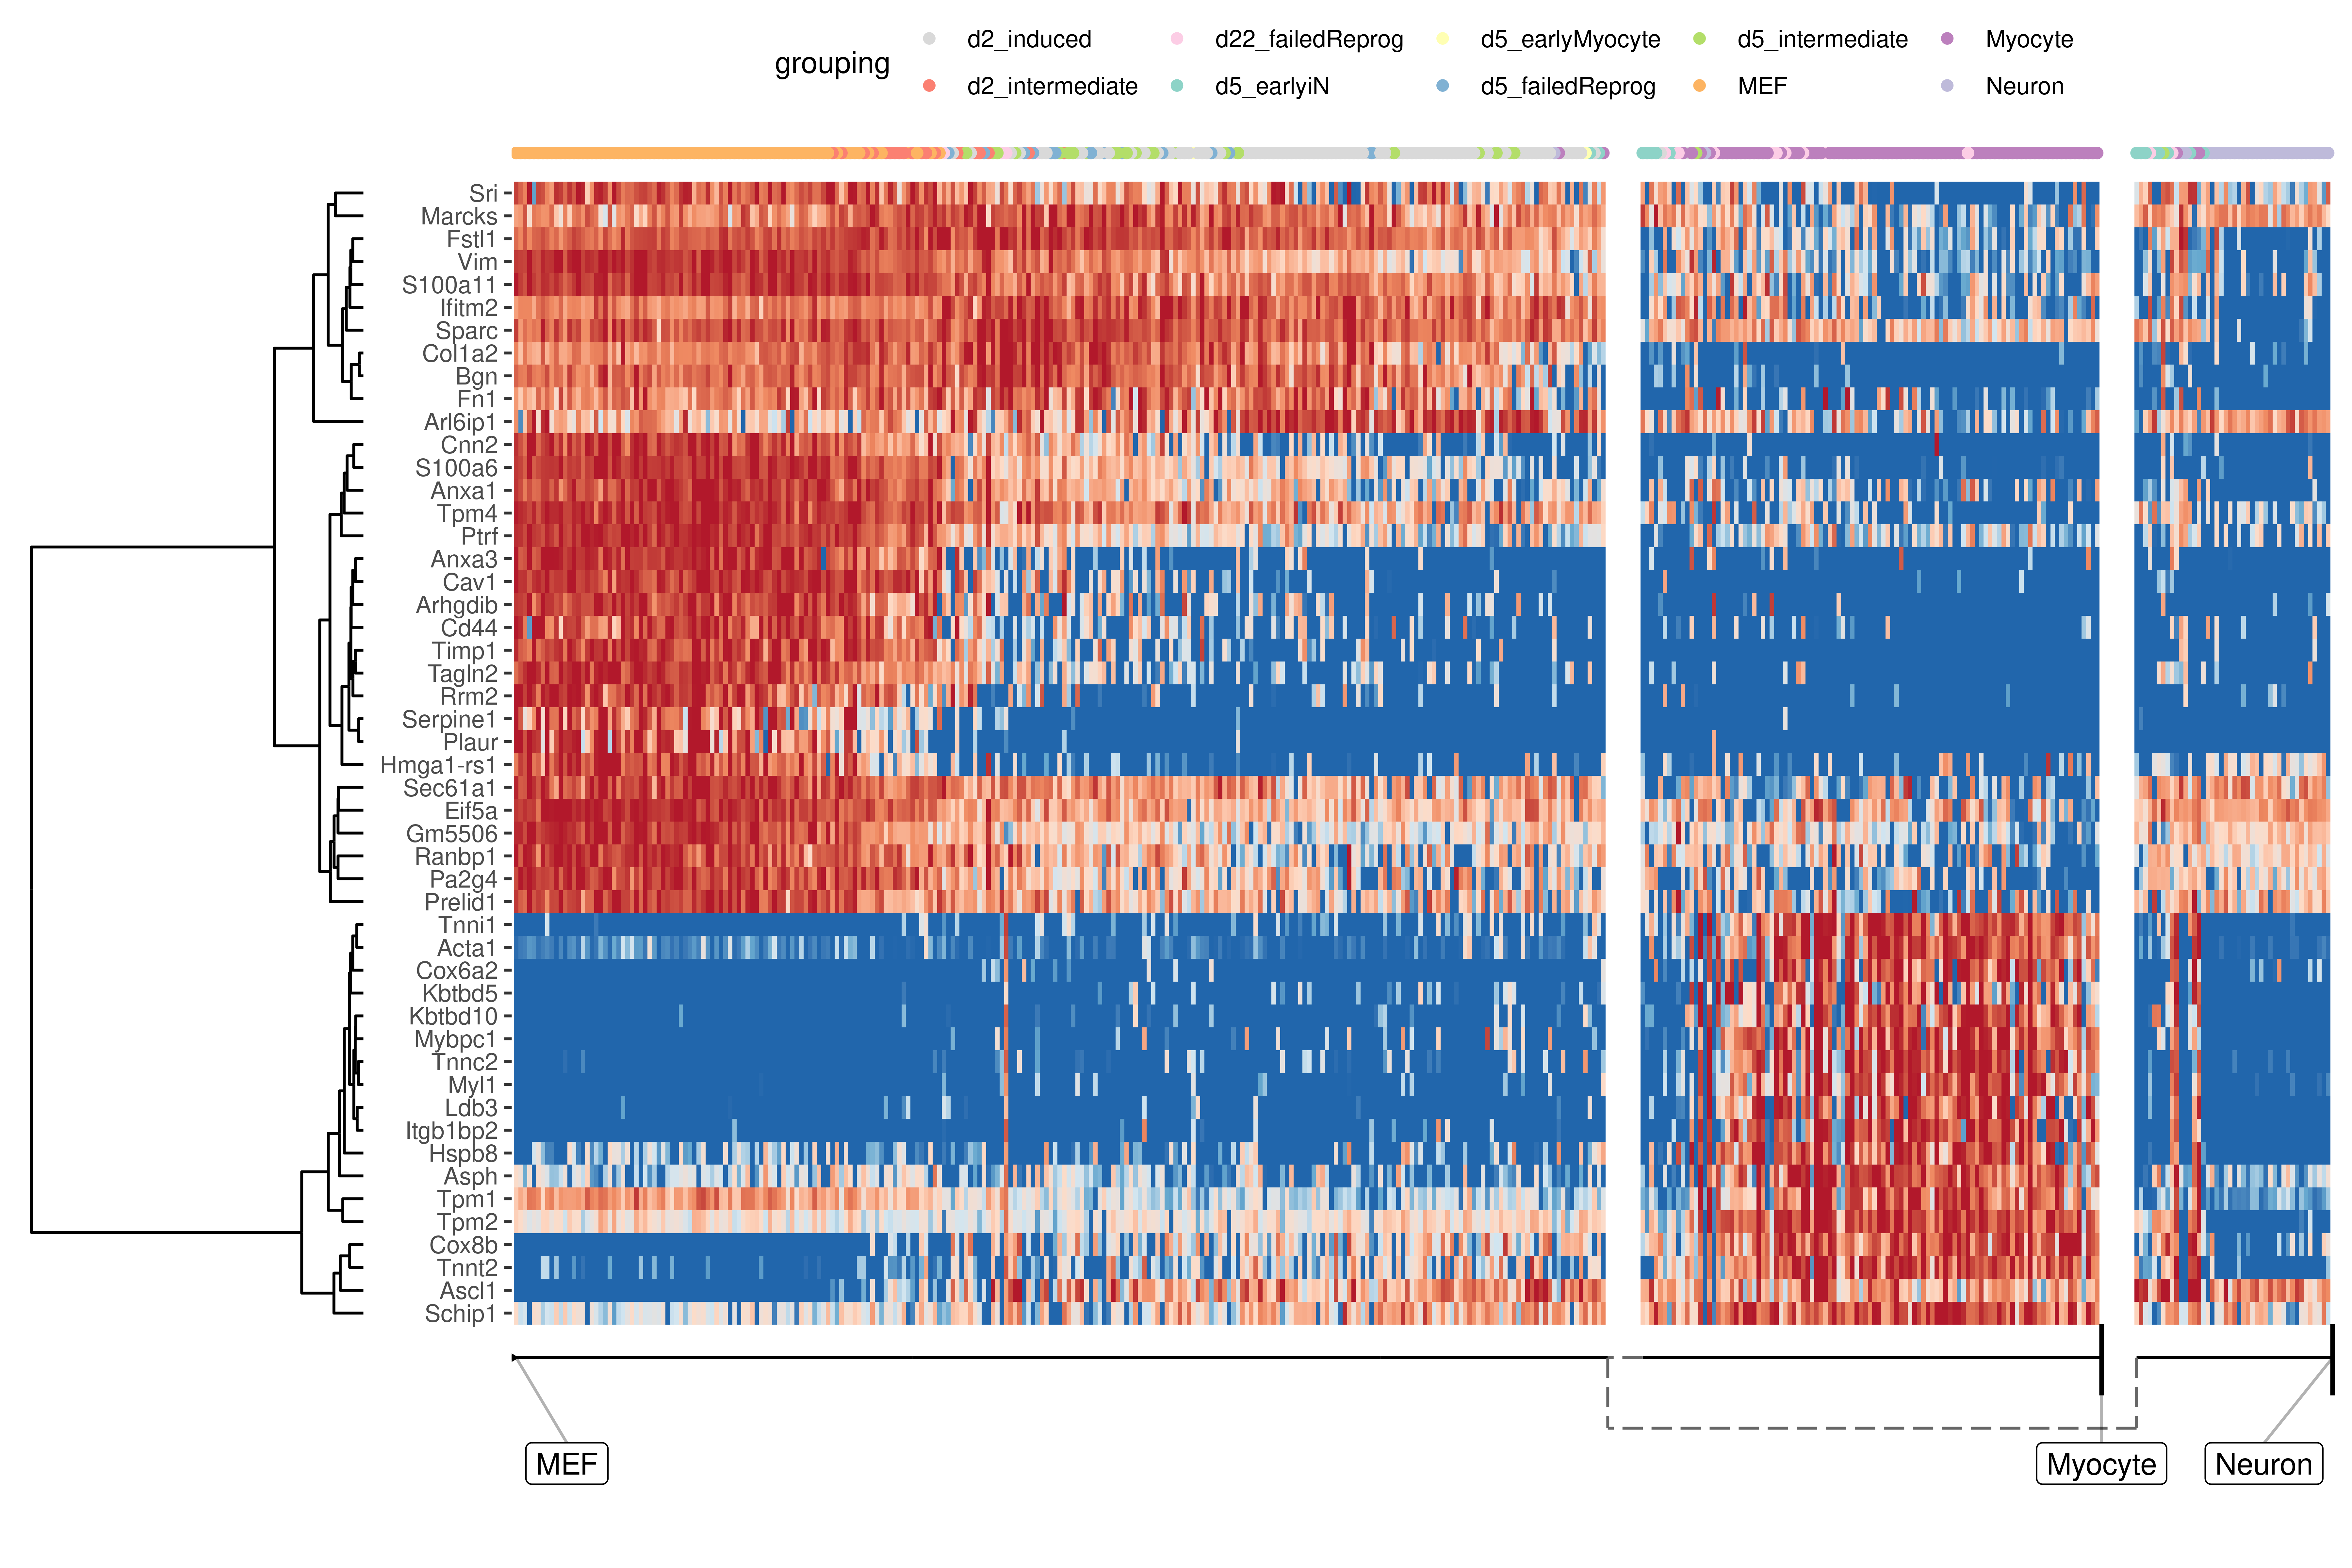 grouping
d2_induced d22_failedReprog d5_earlyMyocyte d5_intermediate Myocyte
d2_intermediate d5_earlyiN d5_failedReprog MEF Neuron
Sri
Marcks
Fstl1
Vim
S100a11
Ifitm2
Sparc
Col1a2
Bgn
Fn1
Arl6ip1
Cnn2
S100a6
Anxa1
Tpm4
Ptrf
Anxa3
Cav1
Arhgdib
Cd44
Timp1
Tagln2
Rrm2
Serpine1
Plaur
Hmga1-rs1
Sec61a1
Eif5a
Gm5506
Ranbp1
Pa2g4
Prelid1
Tnni1
Acta1
Cox6a2
Kbtbd5
Kbtbd10
Mybpc1
Tnnc2
Myl1
Ldb3
Itgb1bp2
Hspb8
Asph
Tpm1
Tpm2
Cox8b
Tnnt2
Ascl1
Schip1
MEF Myocyte Neuron